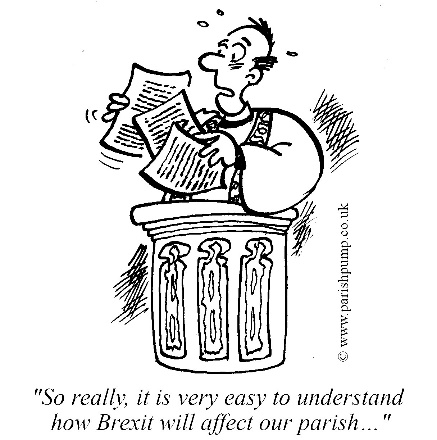 © www.parishpump.co.uk
"So really, it is very easy to understand
how Brexit will affect our parish…"